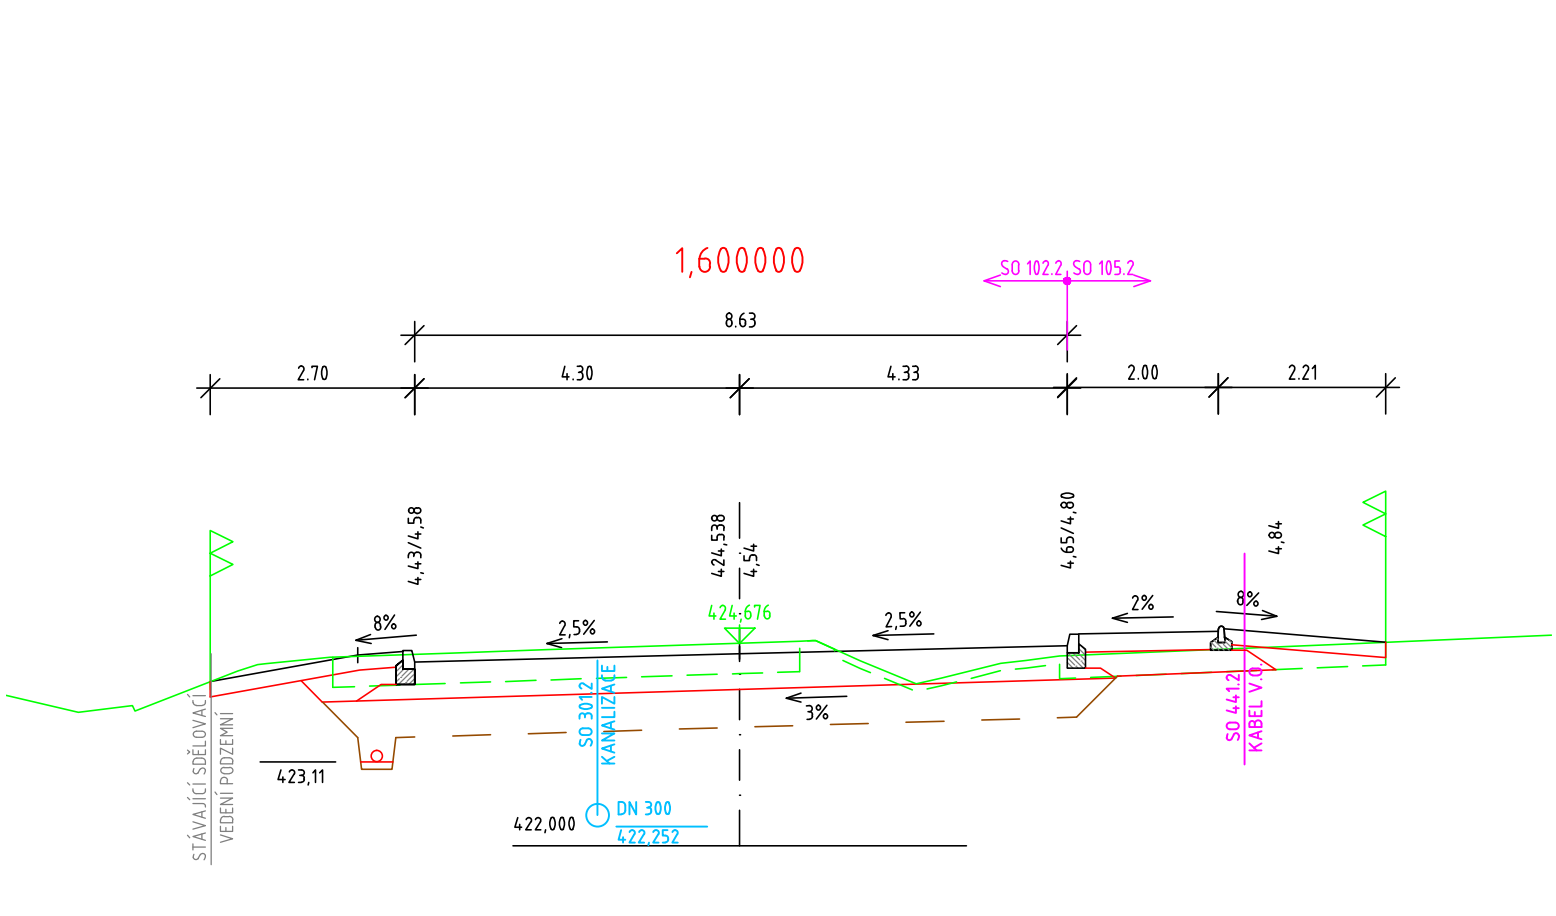 1,600000
SO 102.2
SO 105.2
8.63
2.70
4.30
4.33
2.00
2.21
4,43/4,58
424,538
4,54
4,65/4,80
4,84
424,676
8%
2,5%
2,5%
2%
8%
3%
SO 301.2
KANALIZACE
SO 441.2
KABEL V.O
STÁVAJÍCÍ SDĚLOVACÍ
VEDENÍ PODZEMNÍ
423,11
422,000
DN 300
422,252